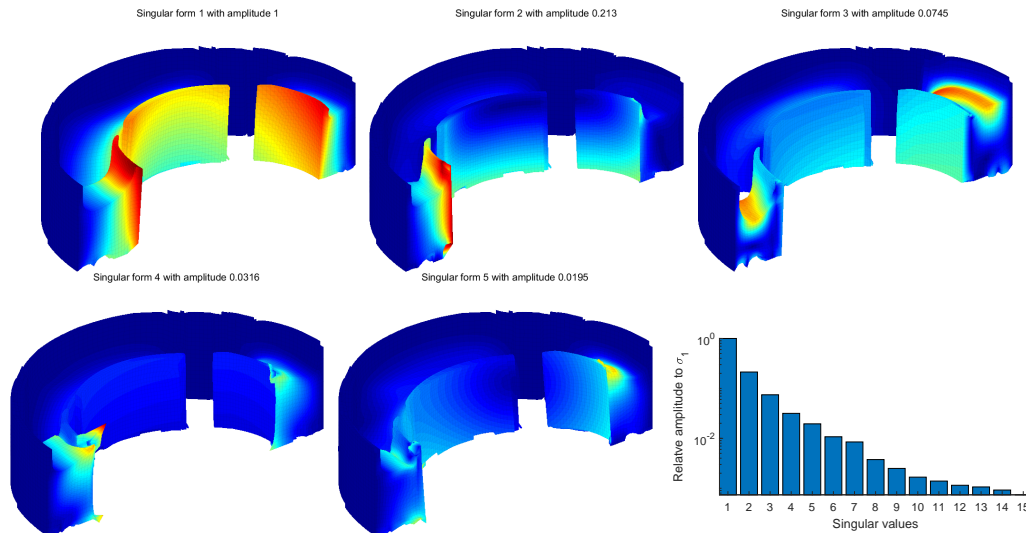 Singular form 1 with amplitude 1
Singular form 2 with amplitude 0.213
Singular form 3 with amplitude 0.0745
Singular form 4 with amplitude 0.0316
Singular form 5 with amplitude 0.0195
Relatve amplitude to σ_1
10^0
10^-2
1 2 3 4 5 6 7 8 9 10 11 12 13 14 15
Singular values